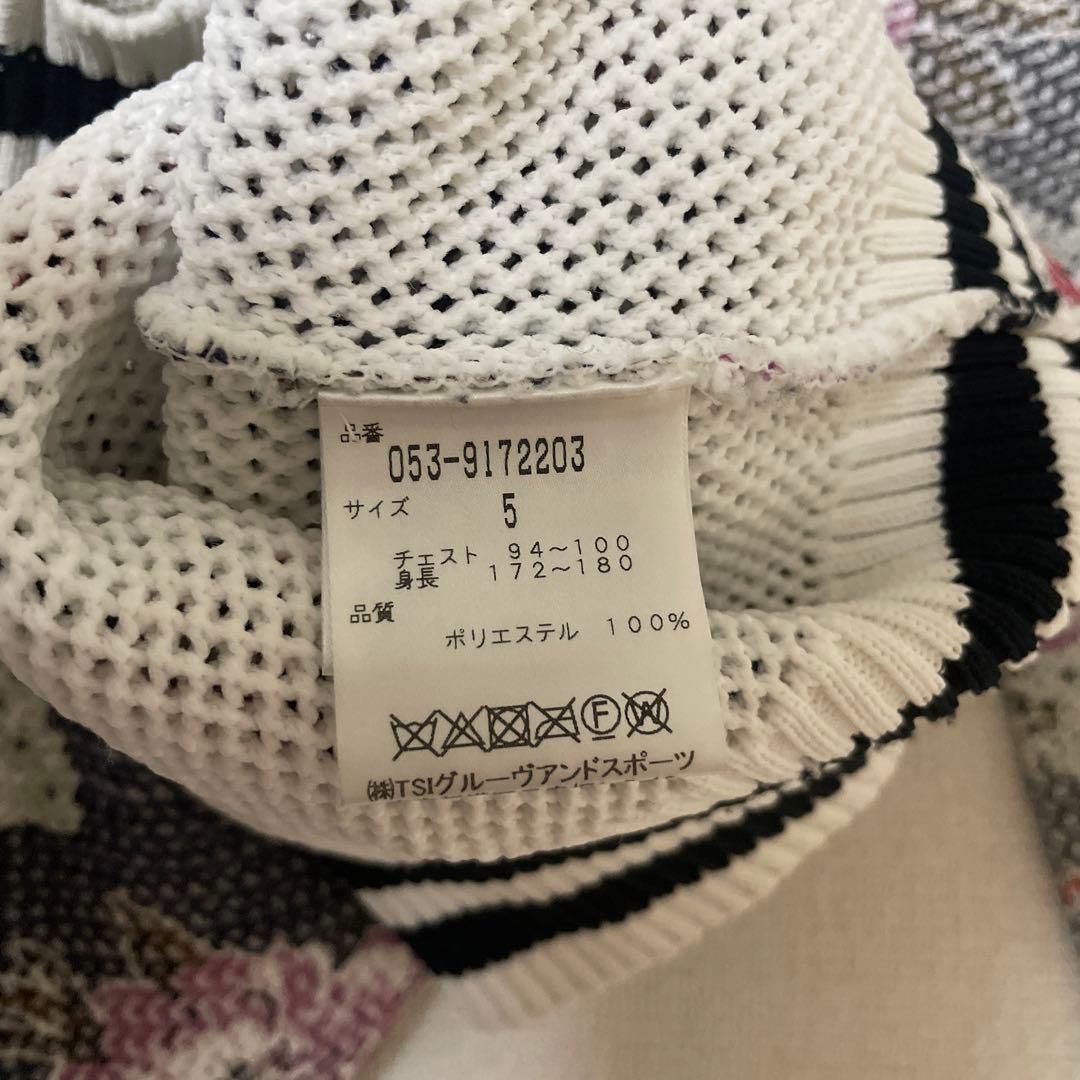 品番
053-9172203
サイズ 5
チェスト 94～100
身長 172～180
品質
ポリエステル 100%
F W
㈱TSIグルーヴアンドスポーツ